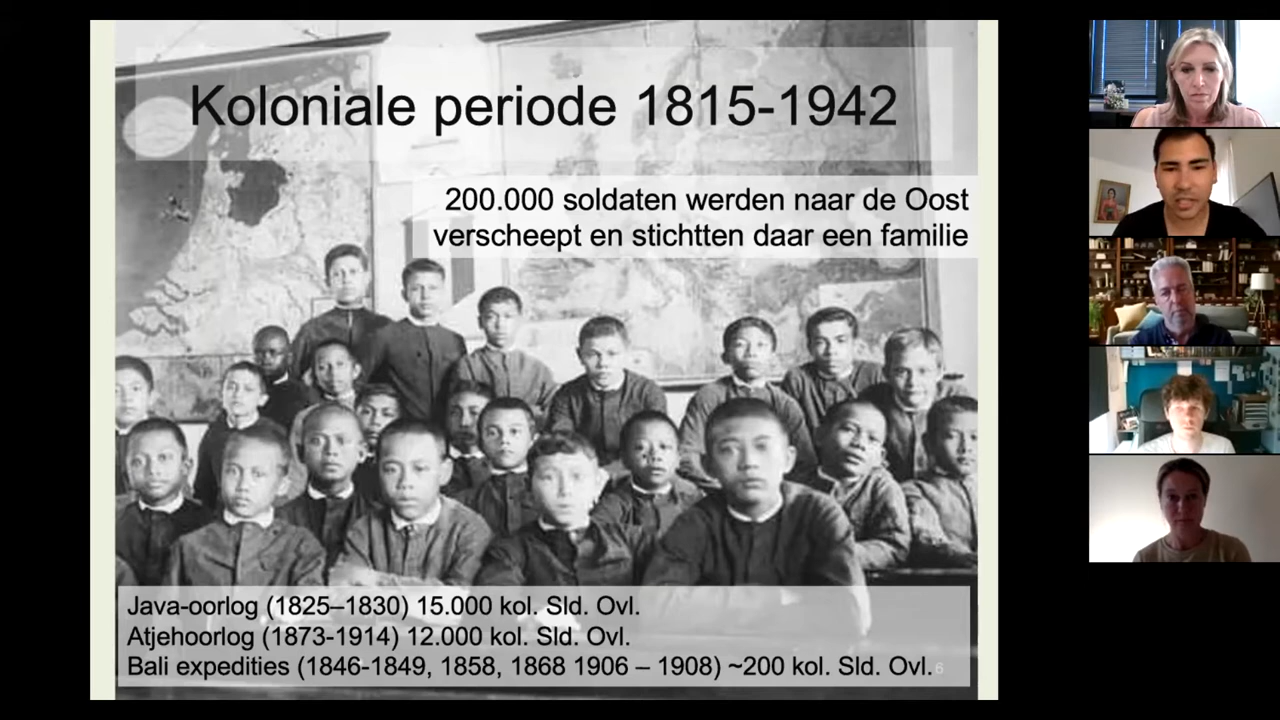 Koloniale periode 1815-1942
200.000 soldaten werden naar de Oost
verscheept en stichtten daar een familie
Java-oorlog (1825–1830) 15.000 kol. Sld. Ovl.
Atjehoorlog (1873-1914) 12.000 kol. Sld. Ovl.
Bali expedities (1846-1849, 1858, 1868 1906 – 1908) ~200 kol. Sld. Ovl.
6